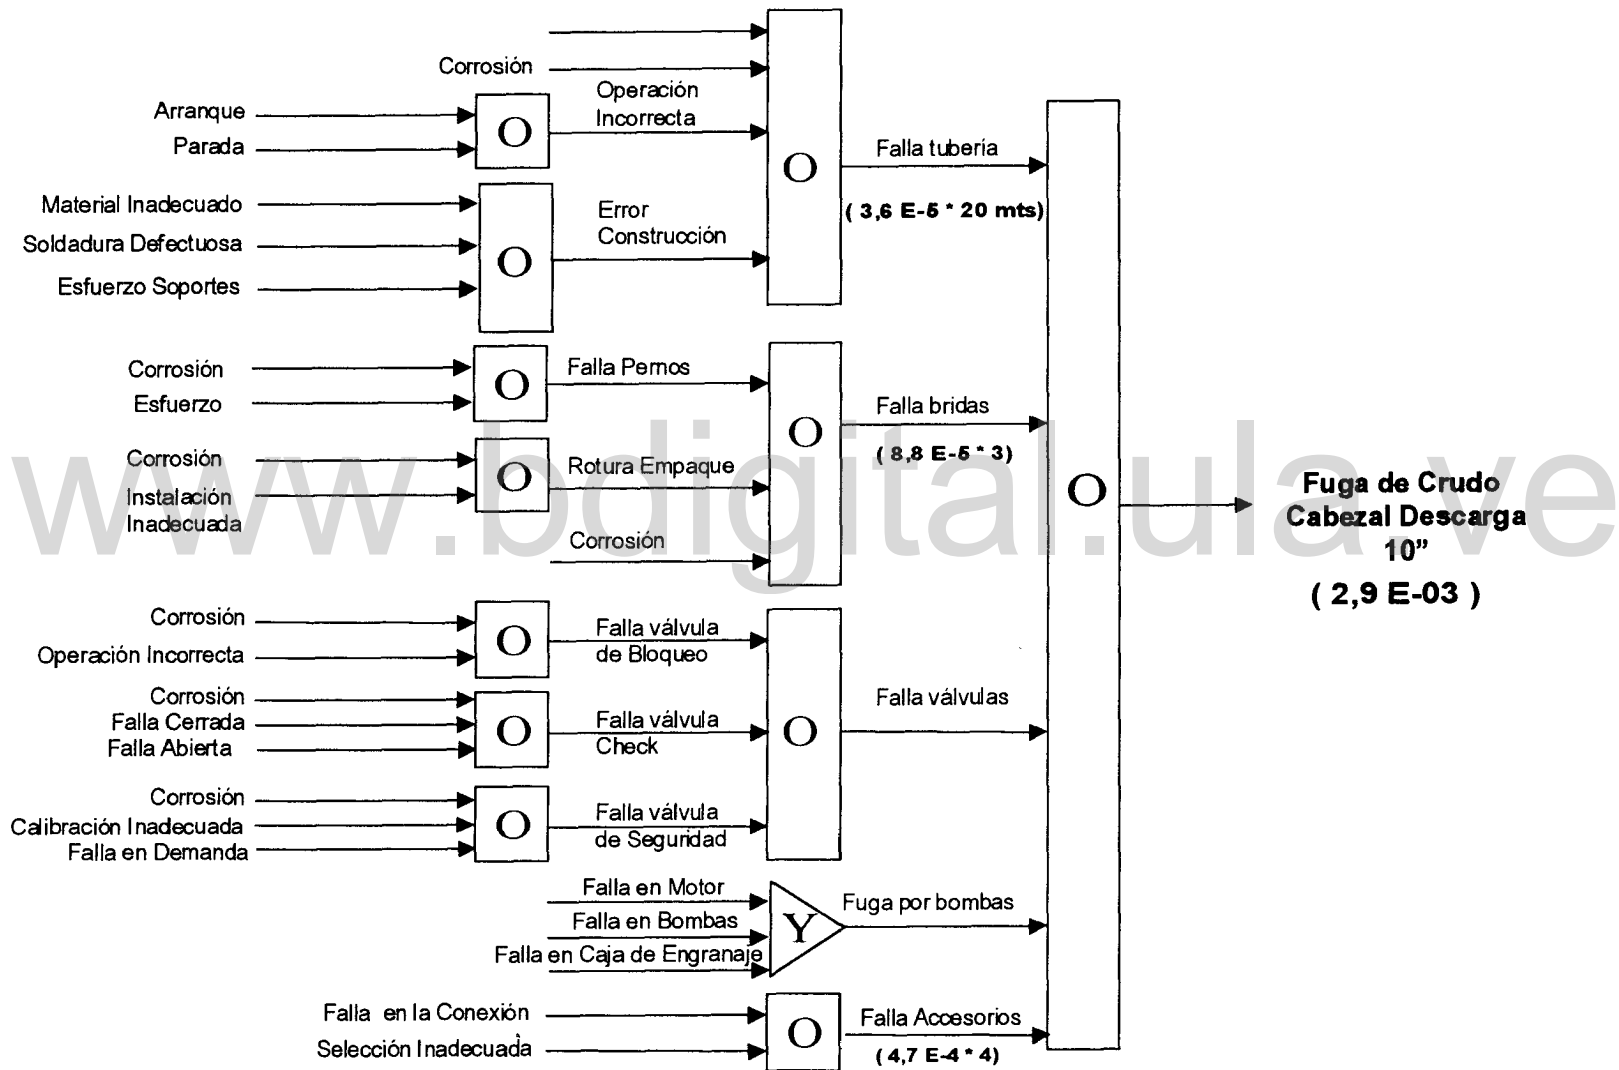 Corrosión
Arranque
Parada
O
Operación
Incorrecta
Material Inadecuado
Soldadura Defectuosa
Esfuerzo Soportes
O
Error
Construcción
O
Falla tubería
( 3,6 E-5 * 20 mts)
Corrosión
Esfuerzo
O
Falla Pernos
Corrosión
Instalación
Inadecuada
O
Rotura Empaque
Corrosión
O
Falla bridas
( 8,8 E-5 * 3)
Corrosión
Operación Incorrecta
O
Falla válvula
de Bloqueo
Corrosión
Falla Cerrada
Falla Abierta
O
Falla válvula
Check
Corrosión
Calibración Inadecuada
Falla en Demanda
O
Falla válvula
de Seguridad
O
Falla válvulas
Falla en Motor
Falla en Bombas
Falla en Caja de Engranaje
Y
Fuga por bombas
Falla en la Conexión
Selección Inadecuada
O
Falla Accesorios
( 4,7 E-4 * 4)
O
Fuga de Crudo
Cabezal Descarga
10”
( 2,9 E-03 )
www.bdigital.ula.ve